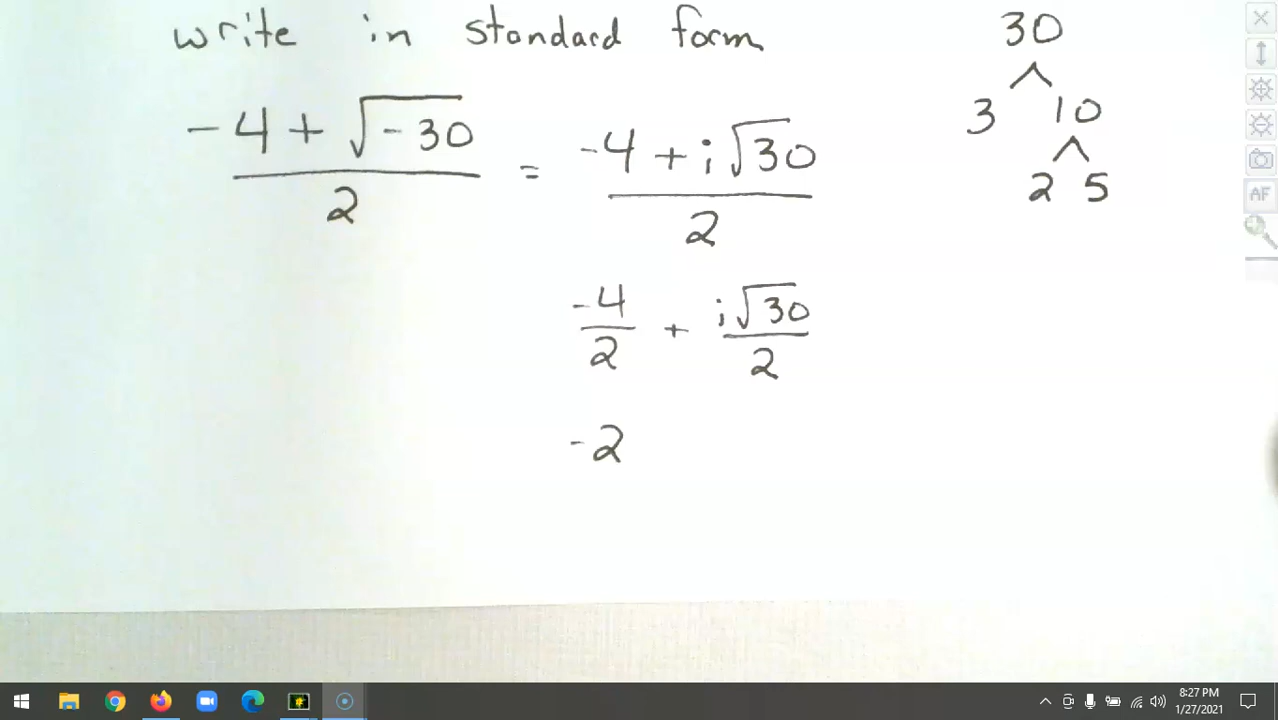 write in standard form
30
3 10
2 5
-4 + √-30 / 2 = -4 + i√30 / 2
-4 / 2 + i√30 / 2
-2
AF
8:27 PM
1/27/2021